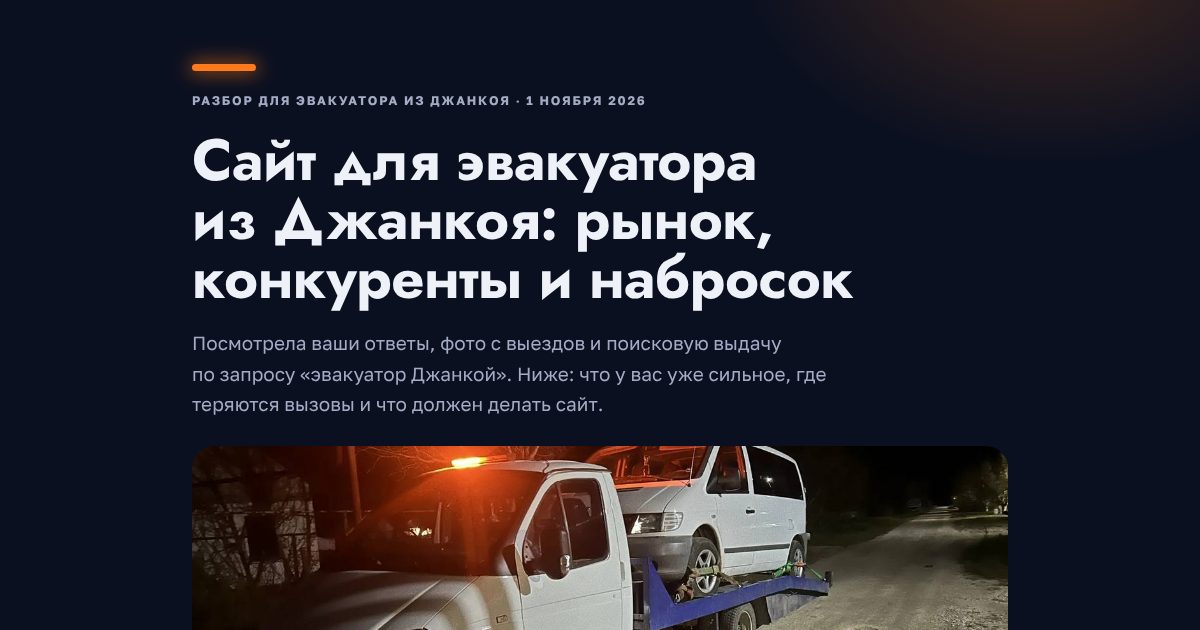 РАЗБОР ДЛЯ ЭВАКУАТОРА ИЗ ДЖАНКОЯ · 1 НОЯБРЯ 2026
Сайт для эвакуатора
из Джанкоя: рынок,
конкуренты и набросок
Посмотрела ваши ответы, фото с выездов и поисковую выдачу
по запросу «эвакуатор Джанкой». Ниже: что у вас уже сильное, где
теряются вызовы и что должен делать сайт.